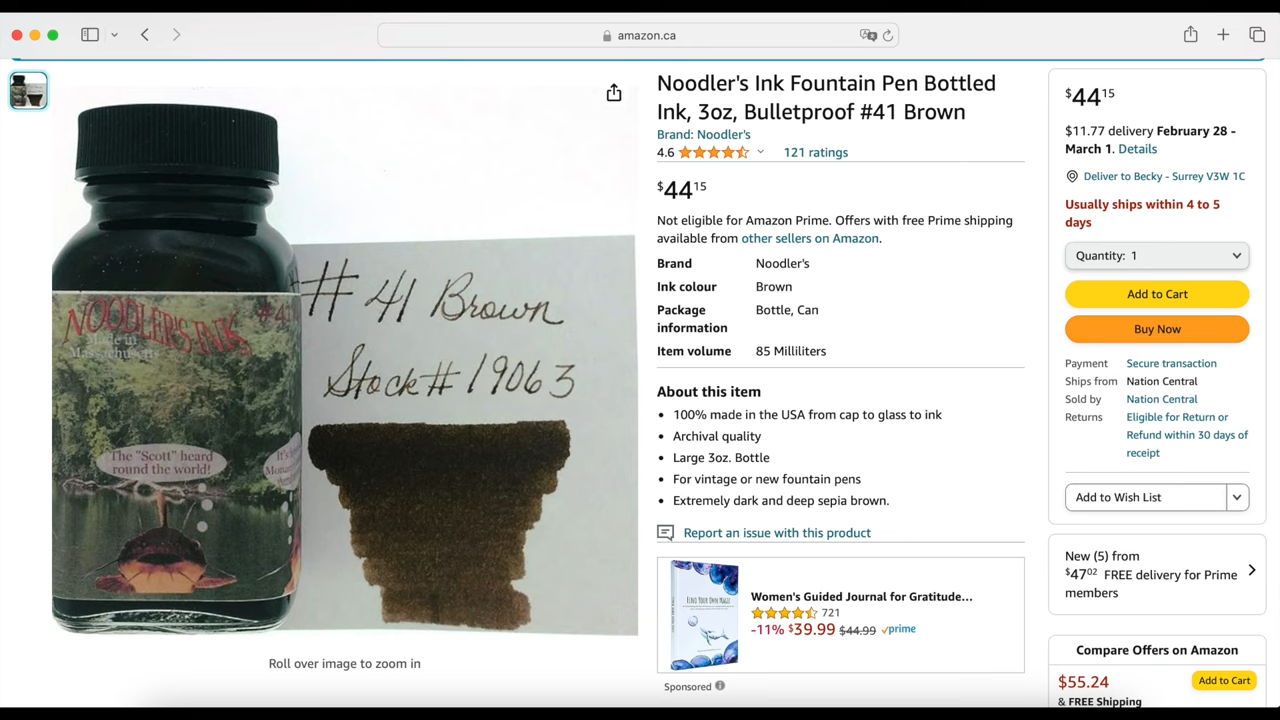 amazon.ca
Noodler's Ink Fountain Pen Bottled
Ink, 3oz, Bulletproof #41 Brown
Brand: Noodler's
4.6
121 ratings
$44 15
Not eligible for Amazon Prime. Offers with free Prime shipping
available from other sellers on Amazon.
Brand Noodler's
Ink colour Brown
Package
information
Bottle, Can
Item volume 85 Milliliters
About this item
• 100% made in the USA from cap to glass to ink
• Archival quality
• Large 3oz. Bottle
• For vintage or new fountain pens
• Extremely dark and deep sepia brown.
Report an issue with this product
FIND YOUR OWN MAGIC
Women's Guided Journal for Gratitude...
721
-11% $39.99 $44.99 prime
Sponsored
NOODLER'S INK
Made in
Massachusetts
The "Scott" heard
round the world!
# 41 Brown
Stock# 19063
Roll over image to zoom in
$44 15
$11.77 delivery February 28 -
March 1. Details
Deliver to Becky - Surrey V3W 1C
Usually ships within 4 to 5
days
Quantity: 1
Add to Cart
Buy Now
Payment Secure transaction
Ships from Nation Central
Sold by Nation Central
Returns Eligible for Return or
Refund within 30 days of
receipt
Add to Wish List
New (5) from
$47 02 FREE delivery for Prime
members
Compare Offers on Amazon
$55.24
Add to Cart
& FREE Shipping